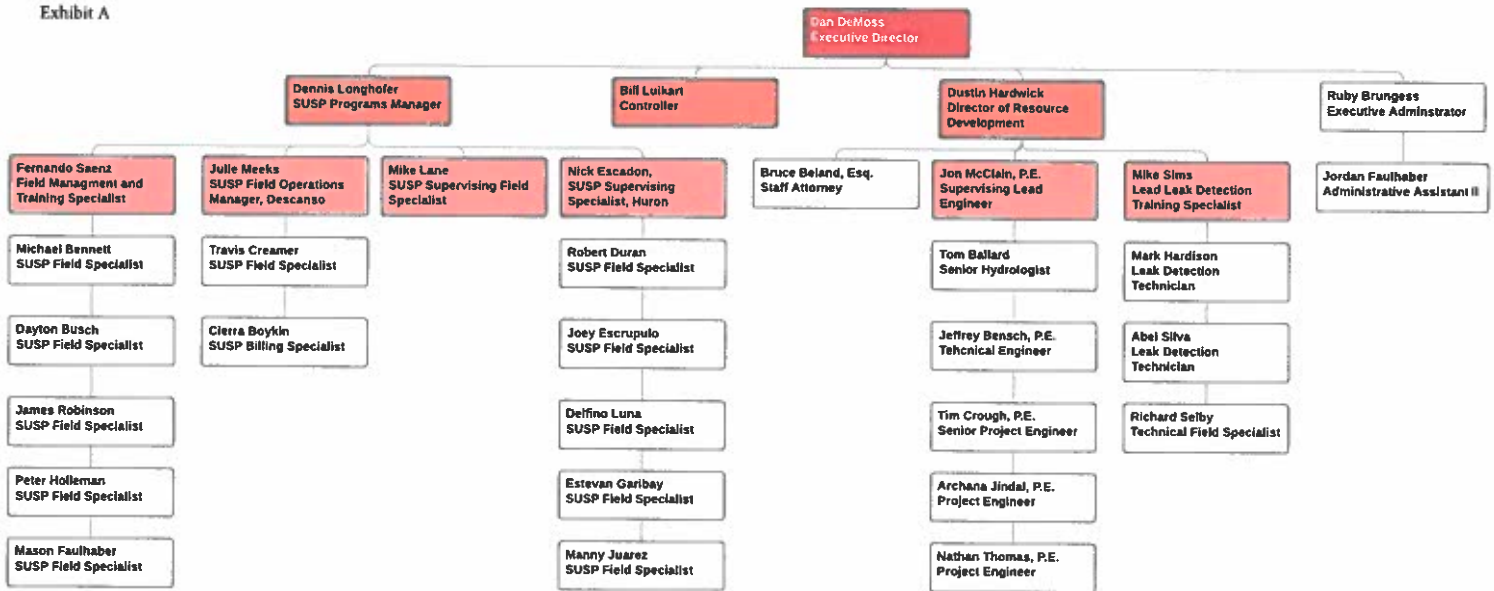 Exhibit A
Dan DeMoss
Executive Director
Dennis Longhofer
SUSP Programs Manager
Bill Luikart
Controller
Dustin Hardwick
Director of Resource
Development
Ruby Brungess
Executive Adminstrator
Fernando Saenz
Field Managment and
Training Specialist
Julie Meeks
SUSP Field Operations
Manager, Descanso
Mike Lane
SUSP Supervising Field
Specialist
Nick Escadon,
SUSP Supervising
Specialist, Huron
Bruce Beland, Esq.
Staff Attorney
Jon McClain, P.E.
Supervising Lead
Engineer
Mike Sims
Lead Leak Detection
Training Specialist
Jordan Faulhaber
Administrative Assistant II
Michael Bennett
SUSP Field Specialist
Travis Creamer
SUSP Field Specialist
Robert Duran
SUSP Field Specialist
Tom Ballard
Senior Hydrologist
Mark Hardison
Leak Detection
Technician
Dayton Busch
SUSP Field Specialist
Cierra Boykin
SUSP Billing Specialist
Joey Escrupulo
SUSP Field Specialist
Jeffrey Bensch, P.E.
Tehcnical Engineer
Abel Silva
Leak Detection
Technician
James Robinson
SUSP Field Specialist
Delfino Luna
SUSP Field Specialist
Tim Crough, P.E.
Senior Project Engineer
Richard Selby
Technical Field Specialist
Peter Holleman
SUSP Field Specialist
Estevan Garibay
SUSP Field Specialist
Archana Jindal, P.E.
Project Engineer
Mason Faulhaber
SUSP Field Specialist
Manny Juarez
SUSP Field Specialist
Nathan Thomas, P.E.
Project Engineer